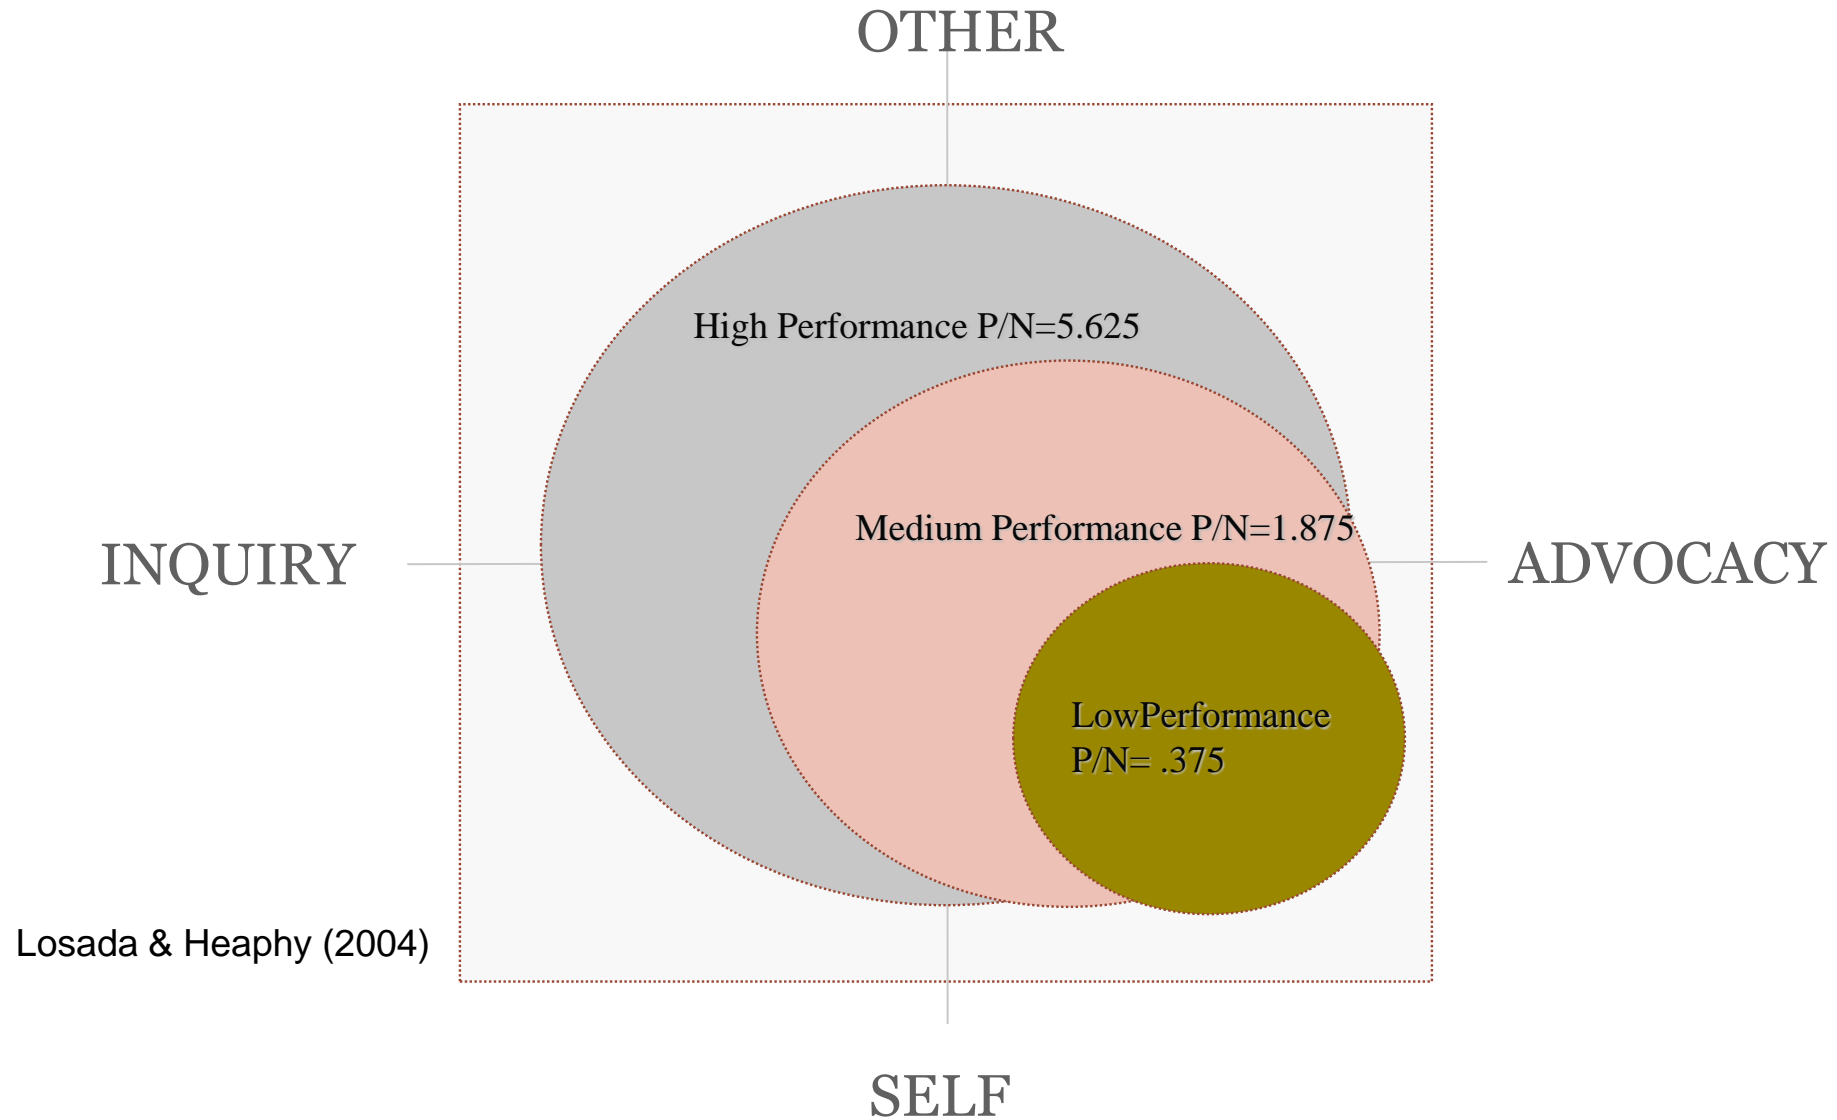 OTHER
High Performance P/N=5.625
Medium Performance P/N=1.875
INQUIRY
ADVOCACY
LowPerformance
P/N= .375
Losada & Heaphy (2004)
SELF